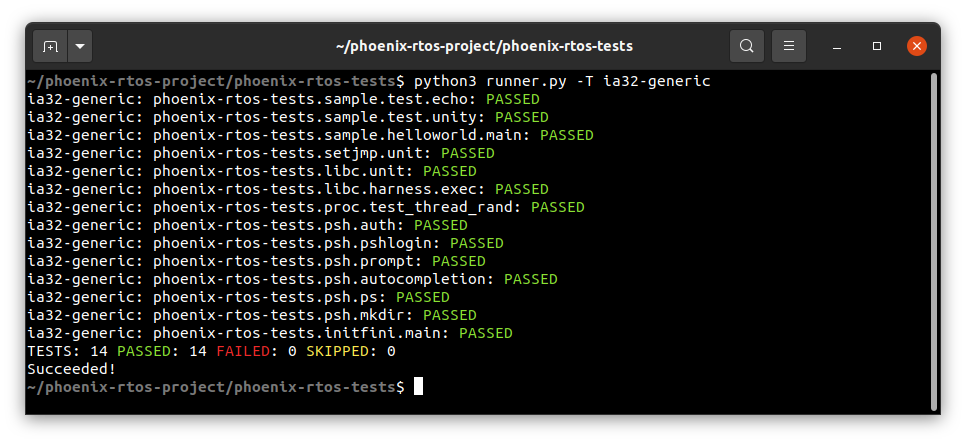 ~/phoenix-rtos-project/phoenix-rtos-tests
~/phoenix-rtos-project/phoenix-rtos-tests$ python3 runner.py -T ia32-generic
ia32-generic: phoenix-rtos-tests.sample.test.echo: PASSED
ia32-generic: phoenix-rtos-tests.sample.test.unity: PASSED
ia32-generic: phoenix-rtos-tests.sample.helloworld.main: PASSED
ia32-generic: phoenix-rtos-tests.setjmp.unit: PASSED
ia32-generic: phoenix-rtos-tests.libc.unit: PASSED
ia32-generic: phoenix-rtos-tests.libc.harness.exec: PASSED
ia32-generic: phoenix-rtos-tests.proc.test_thread_rand: PASSED
ia32-generic: phoenix-rtos-tests.psh.auth: PASSED
ia32-generic: phoenix-rtos-tests.psh.pshlogin: PASSED
ia32-generic: phoenix-rtos-tests.psh.prompt: PASSED
ia32-generic: phoenix-rtos-tests.psh.autocompletion: PASSED
ia32-generic: phoenix-rtos-tests.psh.ps: PASSED
ia32-generic: phoenix-rtos-tests.psh.mkdir: PASSED
ia32-generic: phoenix-rtos-tests.initfini.main: PASSED
TESTS: 14 PASSED: 14 FAILED: 0 SKIPPED: 0
Succeeded!
~/phoenix-rtos-project/phoenix-rtos-tests$